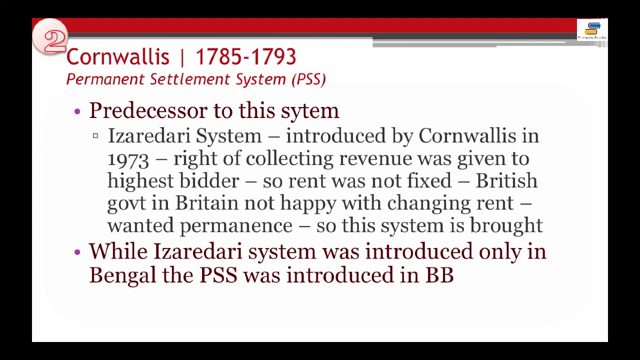 2
Cornwallis | 1785-1793
Permanent Settlement System (PSS)
• Predecessor to this sytem
▫ Izaredari System – introduced by Cornwallis in
1973 – right of collecting revenue was given to
highest bidder – so rent was not fixed – British
govt in Britain not happy with changing rent –
wanted permanence – so this system is brought
• While Izaredari system was introduced only in
Bengal the PSS was introduced in BB